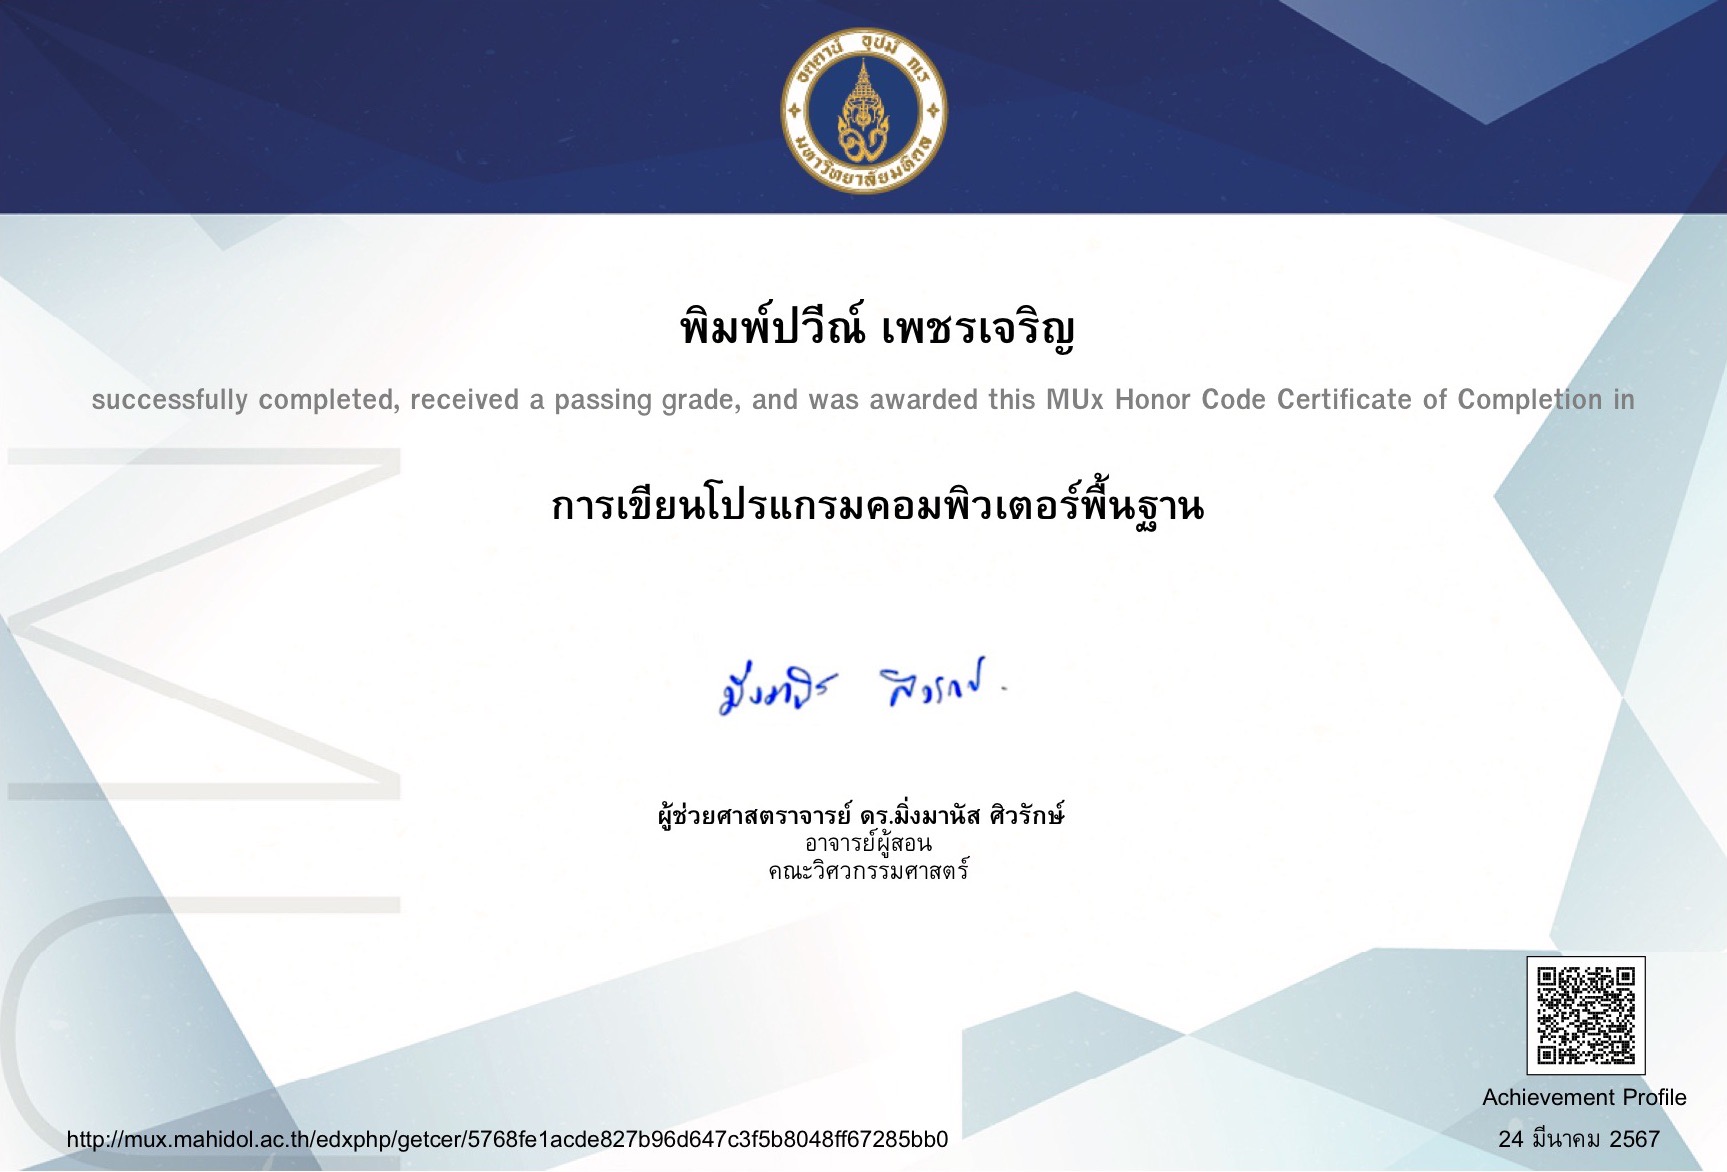 อตฺตานํ อุปมํ กเร
มหาวิทยาลัยมหิดล
พิมพ์ปวีณ์ เพชรเจริญ
successfully completed, received a passing grade, and was awarded this MUx Honor Code Certificate of Completion in
การเขียนโปรแกรมคอมพิวเตอร์พื้นฐาน
มิ่งมานัส ศิวรักษ์
ผู้ช่วยศาสตราจารย์ ดร.มิ่งมานัส ศิวรักษ์
อาจารย์ผู้สอน
คณะวิศวกรรมศาสตร์
Achievement Profile
http://mux.mahidol.ac.th/edxphp/getcer/5768fe1acde827b96d647c3f5b8048ff67285bb0
24 มีนาคม 2567